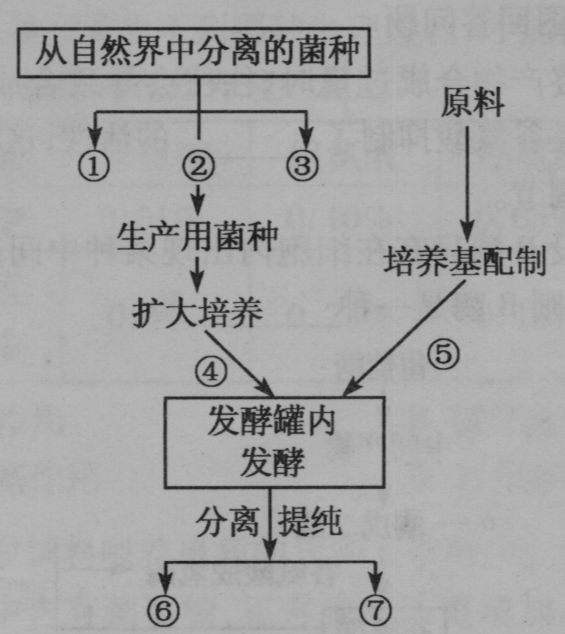 从自然界中分离的菌种
原料
① ② ③
生产用菌种
培养基配制
扩大培养
④ ⑤
发酵罐内
发酵
分离 提纯
⑥ ⑦